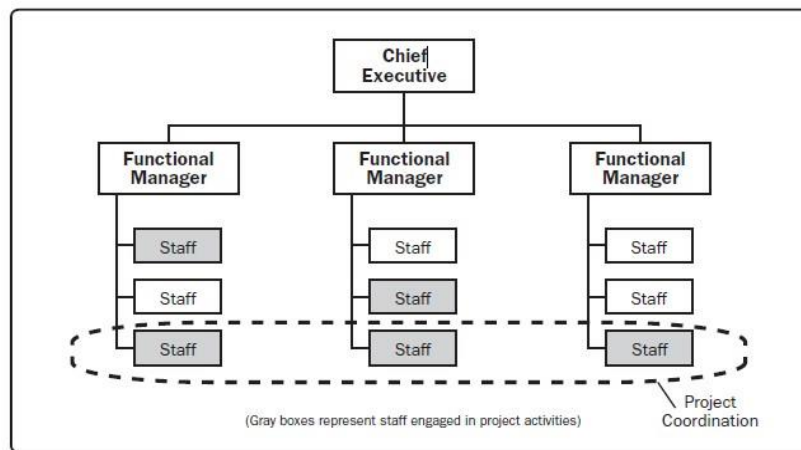 Chief
Executive
Functional
Manager
Functional
Manager
Functional
Manager
Staff
Staff
Staff
Staff
Staff
Staff
Staff
Staff
Staff
Project
Coordination
(Gray boxes represent staff engaged in project activities)